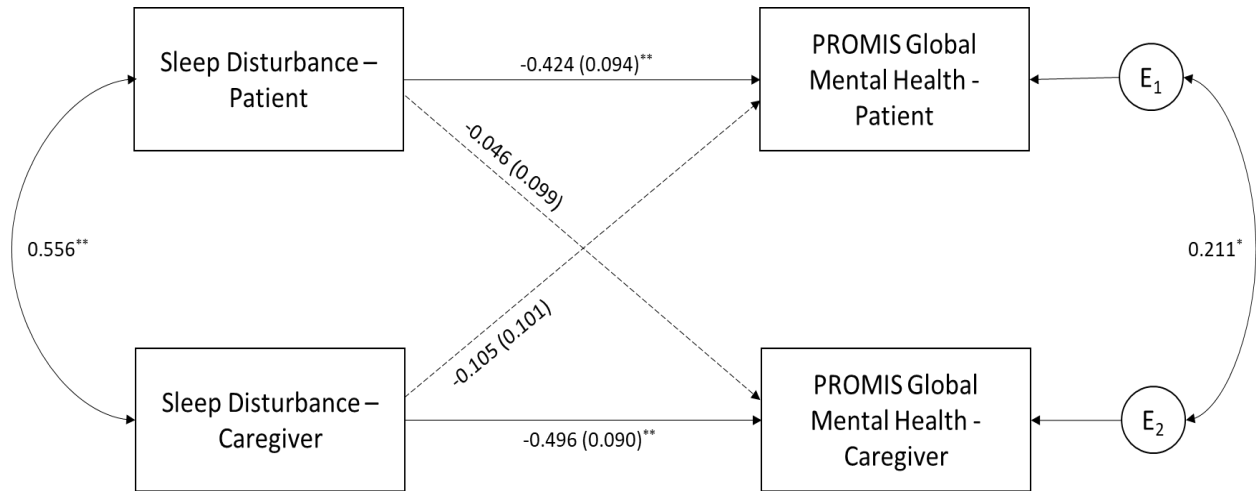 Sleep Disturbance –
Patient
-0.424 (0.094)**
PROMIS Global
Mental Health -
Patient
E1
-0.046 (0.099)
0.556**
0.211*
-0.105 (0.101)
Sleep Disturbance –
Caregiver
-0.496 (0.090)**
PROMIS Global
Mental Health -
Caregiver
E2